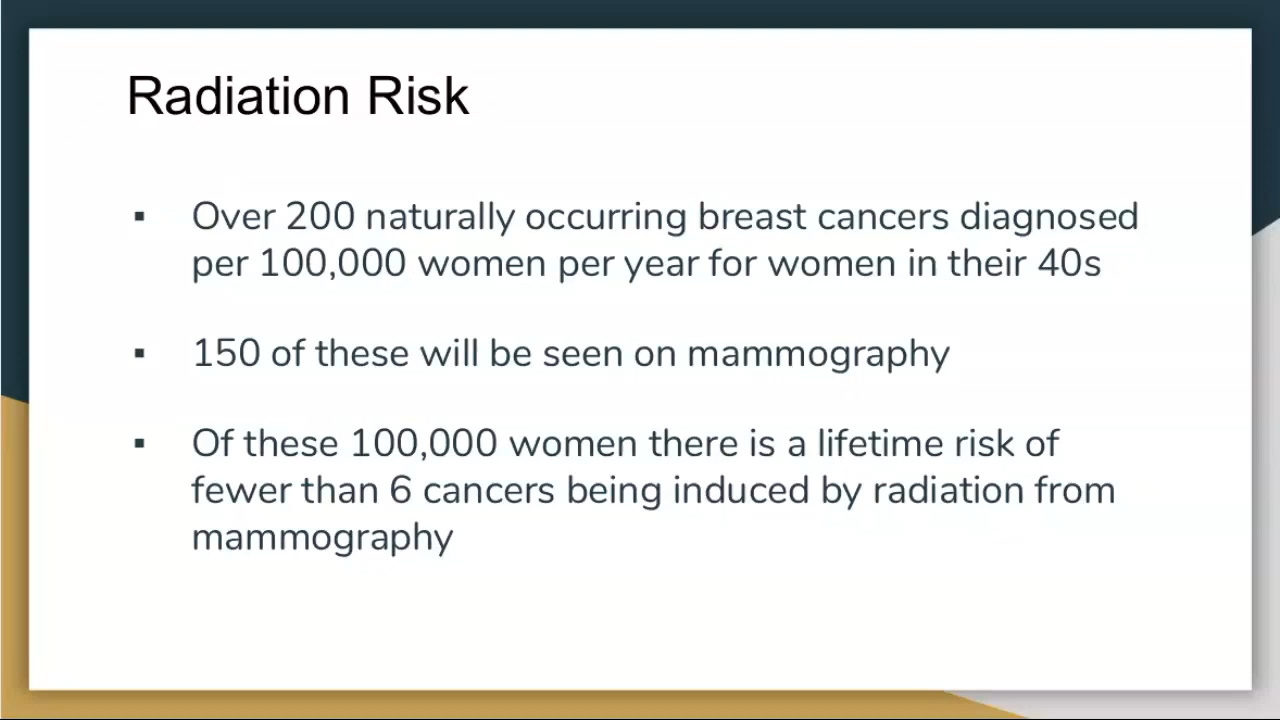 Radiation Risk
▪ Over 200 naturally occurring breast cancers diagnosed
per 100,000 women per year for women in their 40s
▪ 150 of these will be seen on mammography
▪ Of these 100,000 women there is a lifetime risk of
fewer than 6 cancers being induced by radiation from
mammography